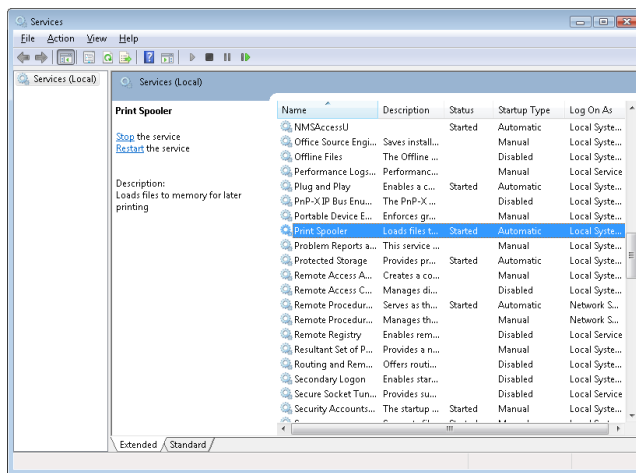 Services
File Action View Help
Services (Local)
Services (Local)
Print Spooler
Stop the service
Restart the service
Description:
Loads files to memory for later
printing
Name Description Status Startup Type Log On As
NMSAccessU Started Automatic Local Syste...
Office Source Engi... Saves install... Manual Local Syste...
Offline Files The Offline ... Disabled Local Syste...
Performance Logs... Performanc... Manual Local Service
Plug and Play Enables a c... Started Automatic Local Syste...
PnP-X IP Bus Enu... The PnP-X ... Disabled Local Syste...
Portable Device E... Enforces gr... Manual Local Syste...
Print Spooler Loads files t... Started Automatic Local Syste...
Problem Reports a... This service ... Manual Local Syste...
Protected Storage Provides pr... Started Automatic Local Syste...
Remote Access A... Creates a co... Manual Local Syste...
Remote Access C... Manages di... Disabled Local Syste...
Remote Procedur... Serves as th... Started Automatic Network S...
Remote Procedur... Manages th... Manual Network S...
Remote Registry Enables rem... Disabled Local Service
Resultant Set of P... Provides a n... Manual Local Syste...
Routing and Rem... Offers routi... Disabled Local Syste...
Secondary Logon Enables star... Disabled Local Syste...
Secure Socket Tun... Provides su... Disabled Local Service
Security Accounts... The startup ... Started Manual Local Syste...
Extended Standard